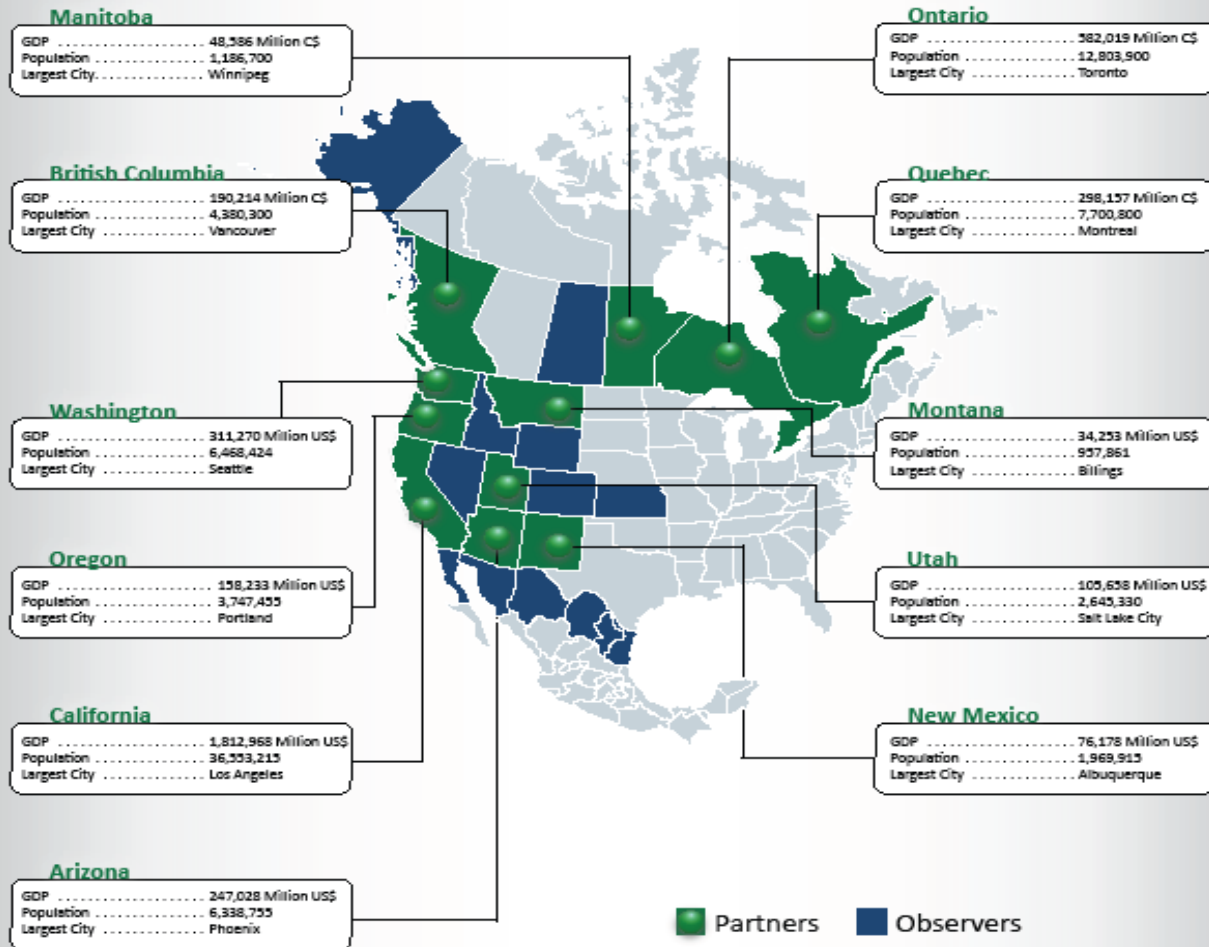 Manitoba
GDP .................... 48,586 Million C$
Population ............... 1,186,700
Largest City.............. Winnipeg
British Columbia
GDP .................... 190,214 Million C$
Population ............... 4,380,300
Largest City .............. Vancouver
Washington
GDP .................... 311,270 Million US$
Population ............... 6,468,424
Largest City .............. Seattle
Oregon
GDP .................... 158,233 Million US$
Population ............... 3,747,455
Largest City .............. Portland
California
GDP .................... 1,812,968 Million US$
Population ............... 36,553,215
Largest City .............. Los Angeles
Arizona
GDP .................... 247,028 Million US$
Population ............... 6,338,755
Largest City .............. Phoenix
Ontario
GDP .................... 582,019 Million C$
Population ............... 12,803,900
Largest City .............. Toronto
Quebec
GDP .................... 298,157 Million C$
Population ............... 7,700,800
Largest City .............. Montreal
Montana
GDP .................... 34,253 Million US$
Population ............... 957,861
Largest City .............. Billings
Utah
GDP .................... 105,658 Million US$
Population ............... 2,645,330
Largest City .............. Salt Lake City
New Mexico
GDP .................... 76,178 Million US$
Population ............... 1,969,915
Largest City .............. Albuquerque
Partners
Observers